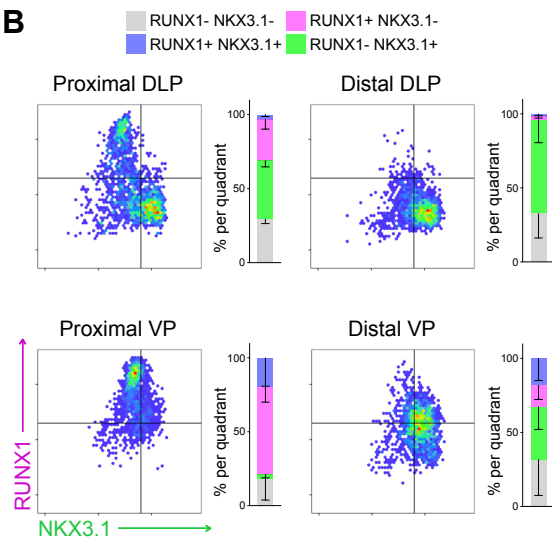 B
RUNX1- NKX3.1- RUNX1+ NKX3.1-
RUNX1+ NKX3.1+ RUNX1- NKX3.1+
Proximal DLP
Distal DLP
% per quadrant
100
50
0
% per quadrant
100
50
0
Proximal VP
Distal VP
% per quadrant
100
50
0
% per quadrant
100
50
0
RUNX1
NKX3.1